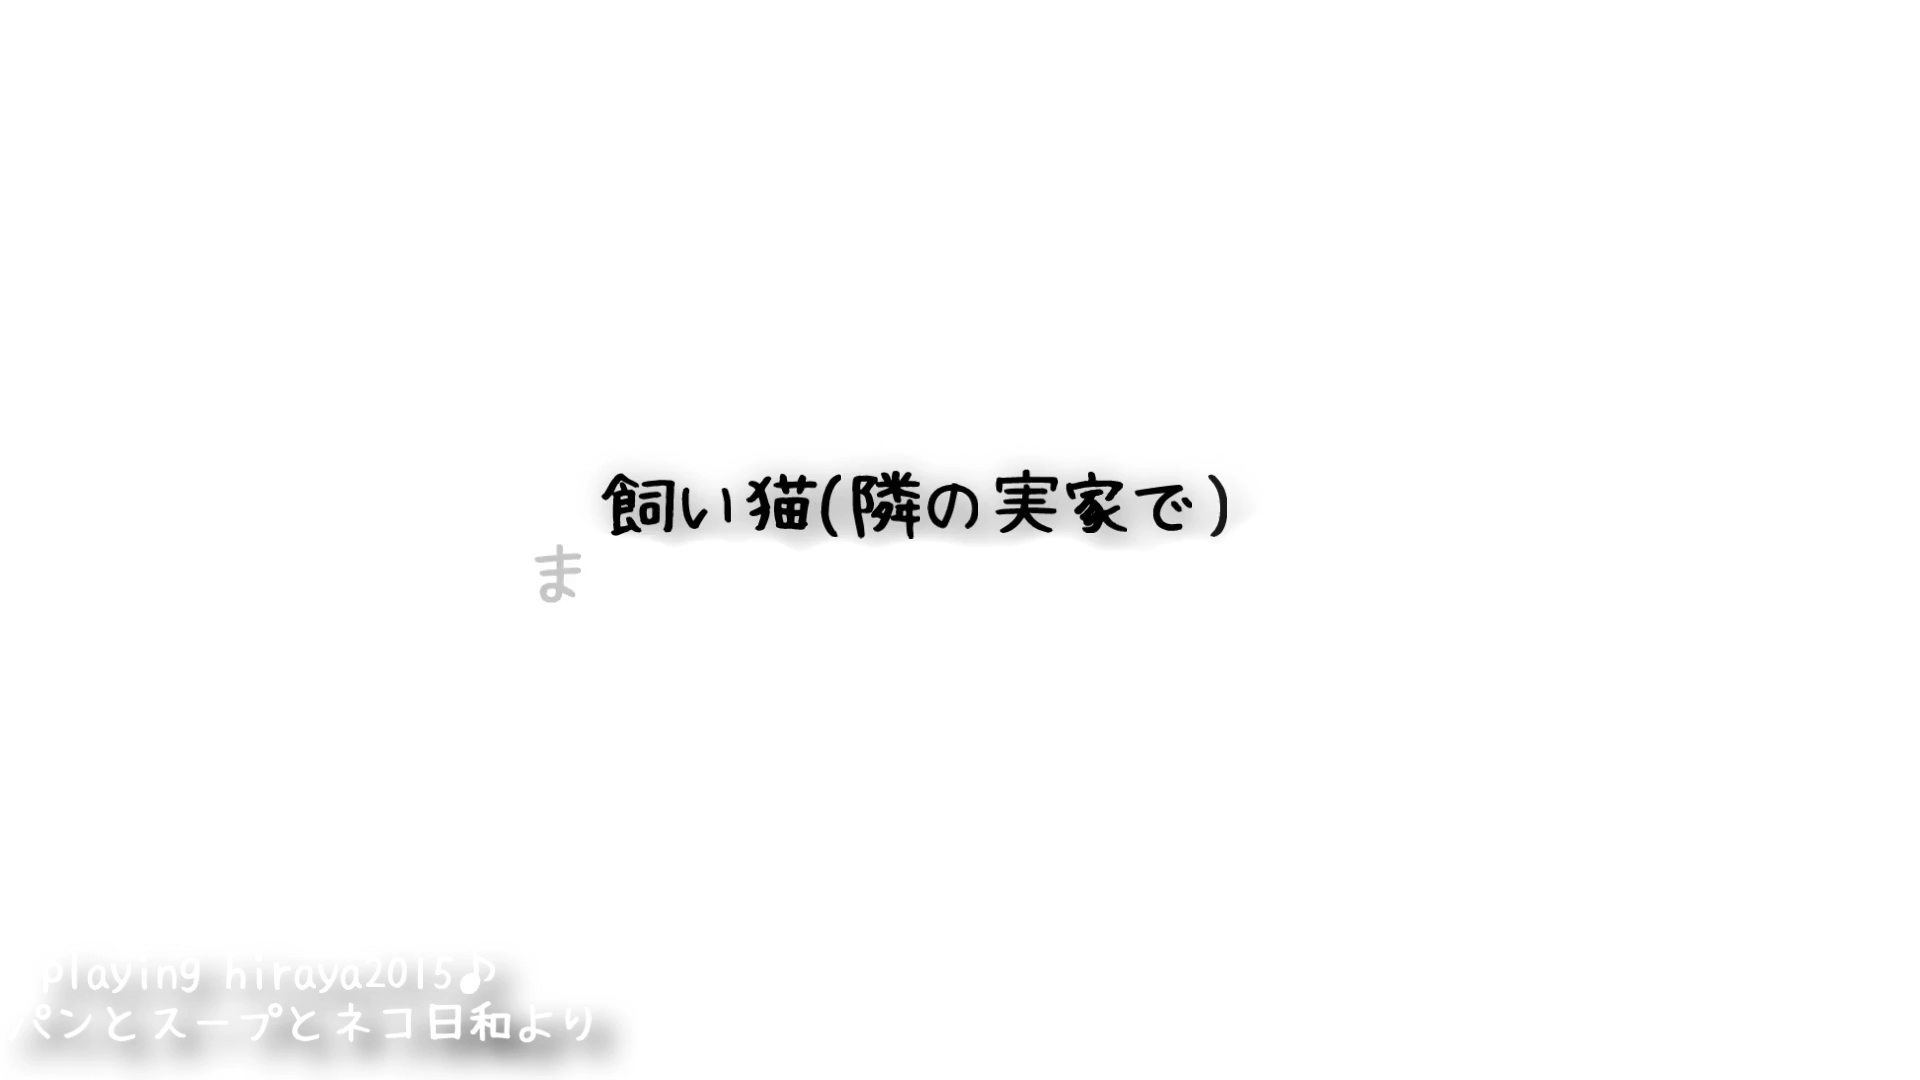 飼い猫(隣の実家で)
ま
playing hiraya2015♪
パンとスープとネコ日和より